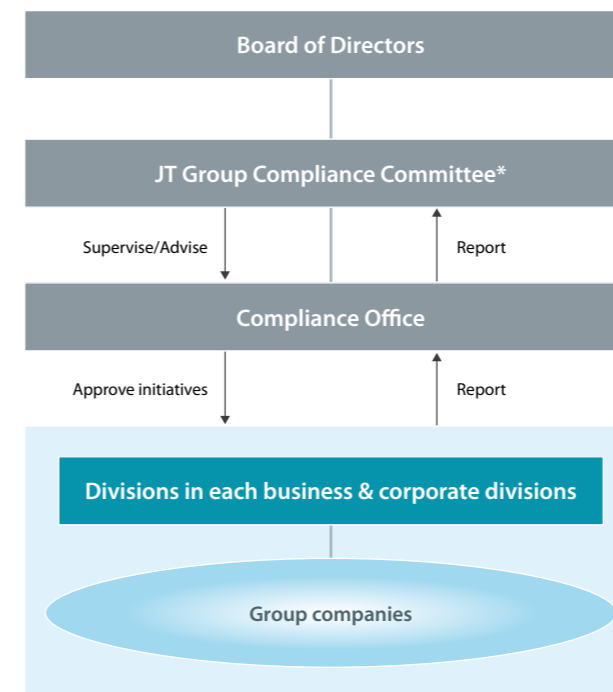 Board of Directors
JT Group Compliance Committee*
Supervise/Advise
Report
Compliance Office
Approve initiatives
Report
Divisions in each business & corporate divisions
Group companies